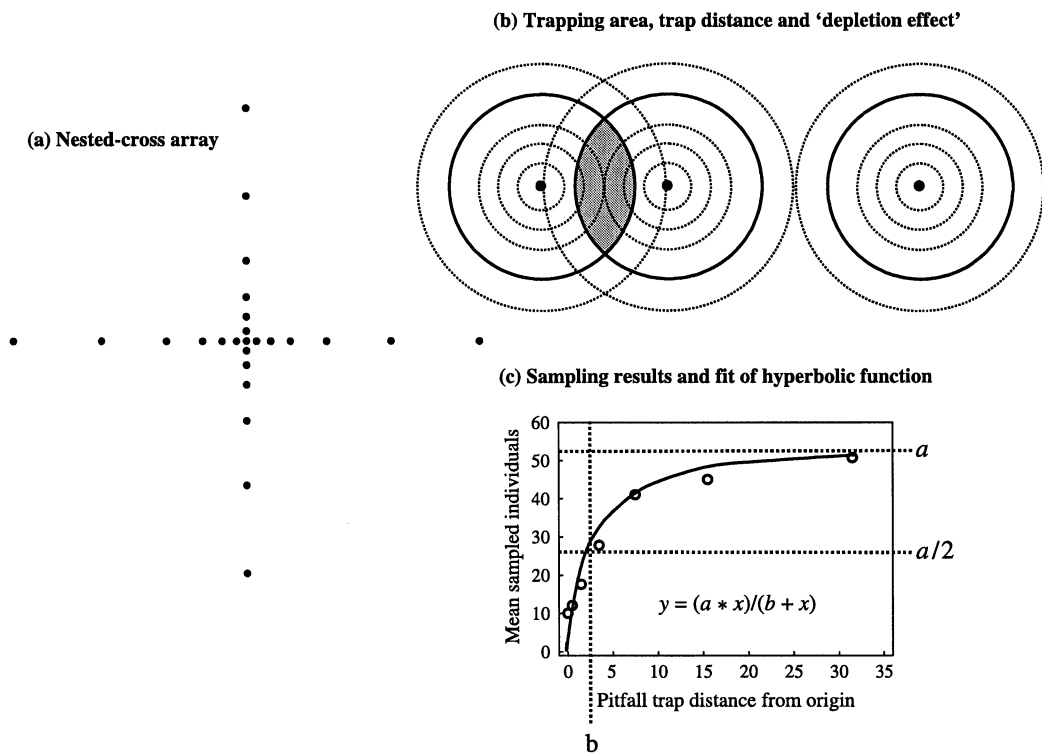 (a) Nested-cross array
(b) Trapping area, trap distance and ‘depletion effect’
(c) Sampling results and fit of hyperbolic function
Mean sampled individuals
60
50
40
30
20
10
0
a
a/2
y = (a * x)/(b + x)
0 5 10 15 20 25 30 35
Pitfall trap distance from origin
b